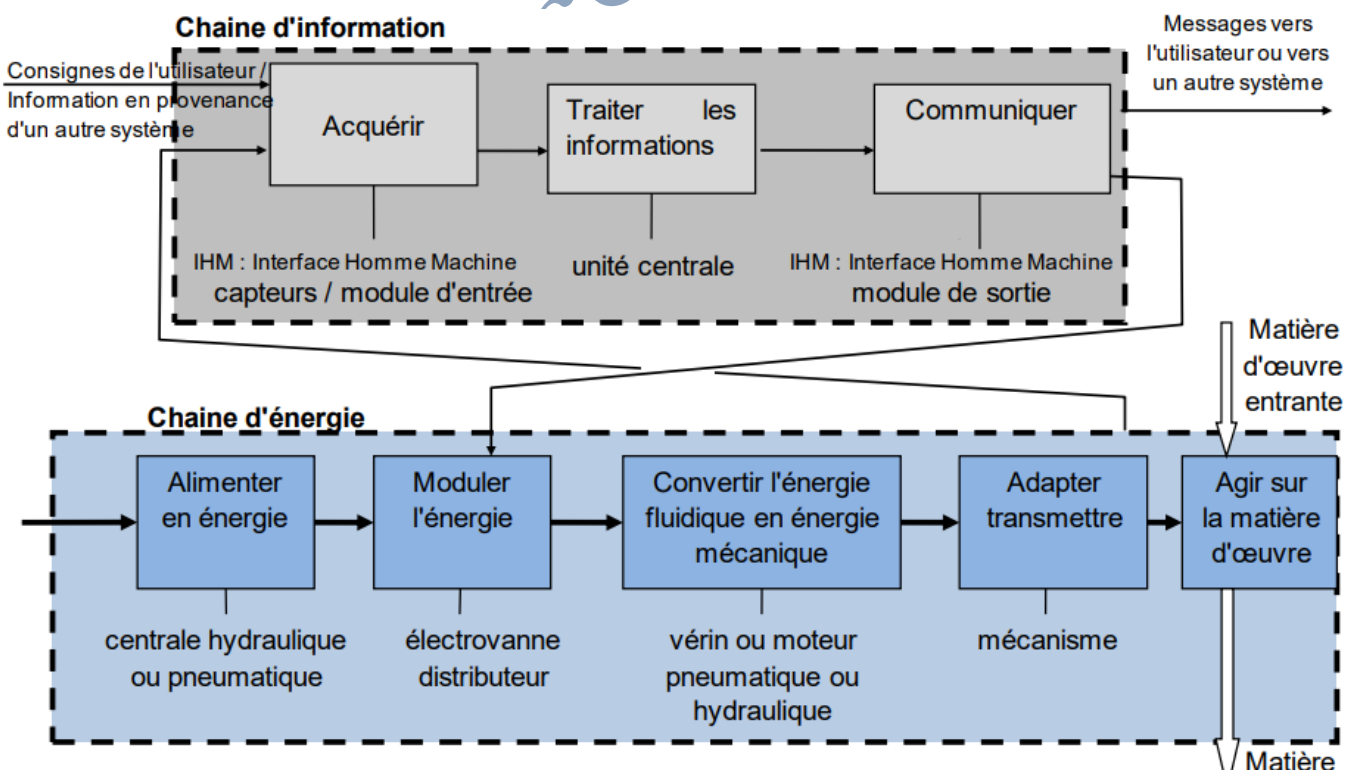 Chaine d'information
Messages vers
l'utilisateur ou vers
un autre système
Consignes de l'utilisateur /
Information en provenance
d'un autre système
Acquérir
Traiter les
informations
Communiquer
IHM : Interface Homme Machine
capteurs / module d'entrée
unité centrale
IHM : Interface Homme Machine
module de sortie
Matière
d'œuvre
entrante
Chaine d'énergie
Alimenter
en énergie
Moduler
l'énergie
Convertir l'énergie
fluidique en énergie
mécanique
Adapter
transmettre
Agir sur
la matière
d'œuvre
centrale hydraulique
ou pneumatique
électrovanne
distributeur
vérin ou moteur
pneumatique ou
hydraulique
mécanisme
Matière